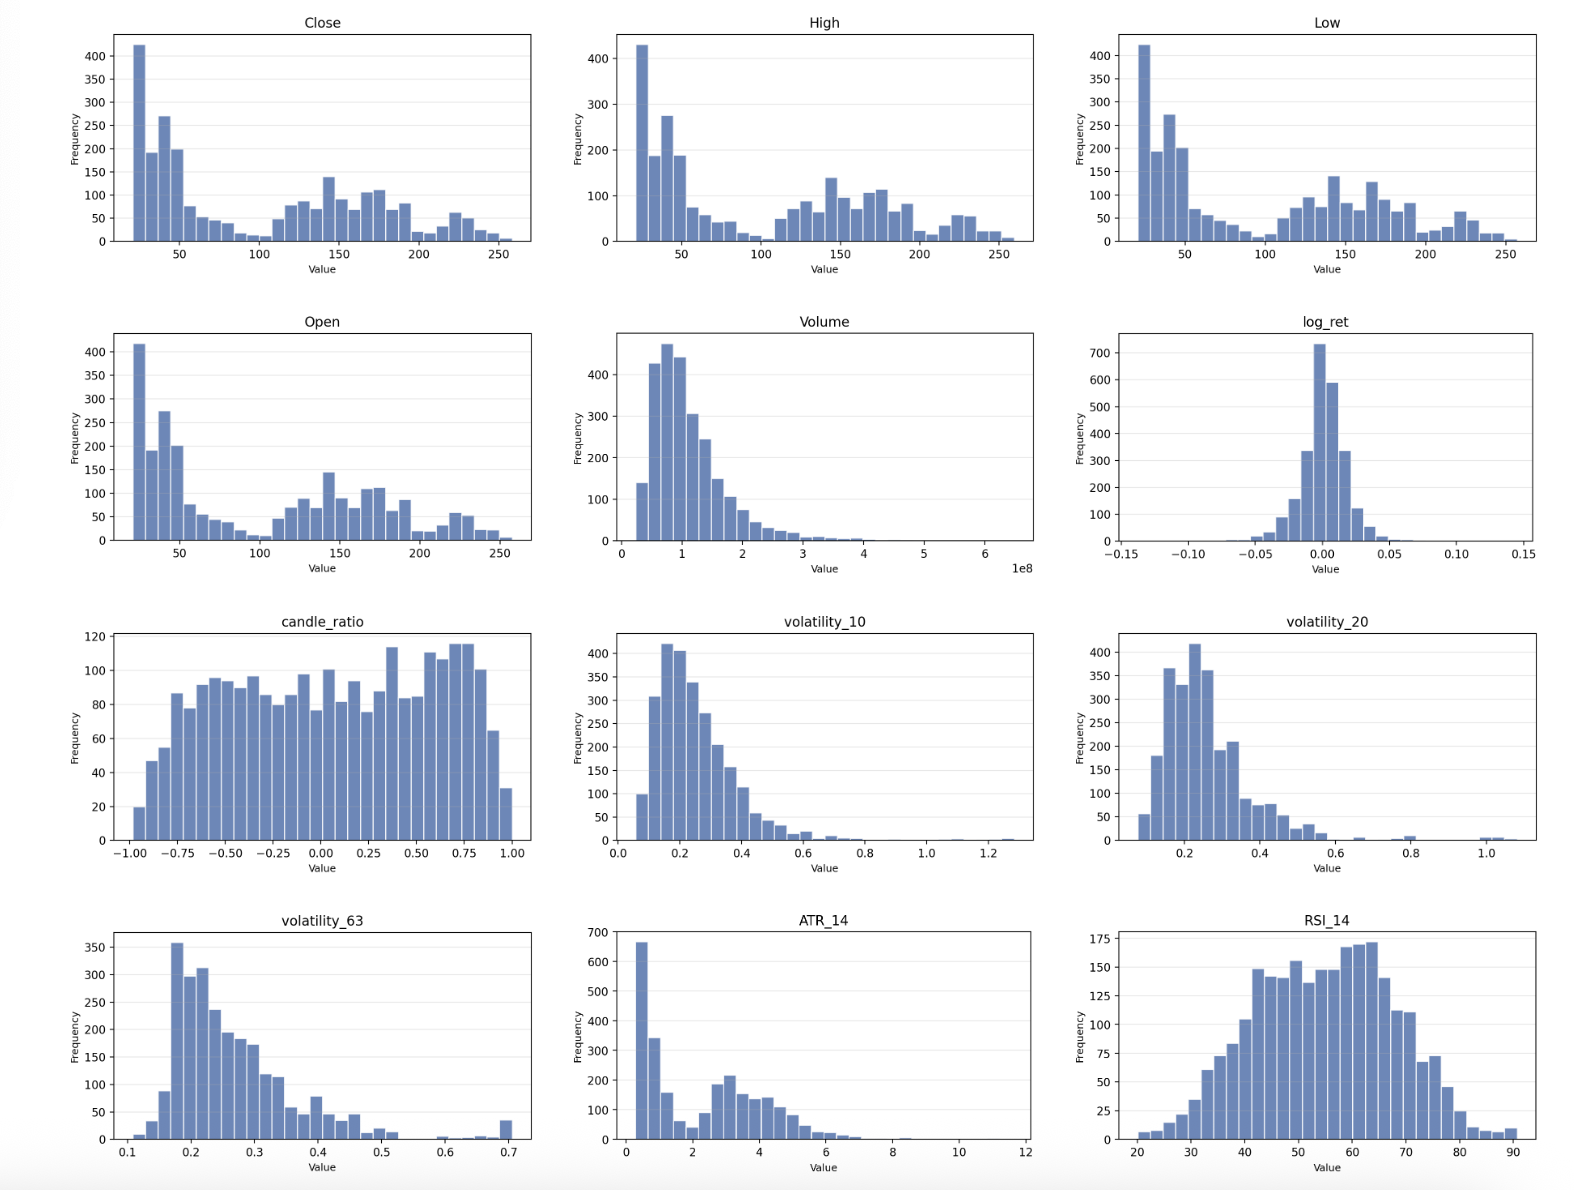 Close
High
Low
Frequency
400
350
300
250
200
150
100
50
0
50 100 150 200 250
Value
Frequency
400
300
200
100
0
50 100 150 200 250
Value
Frequency
400
350
300
250
200
150
100
50
0
50 100 150 200 250
Value
Open
Volume
log_ret
Frequency
400
350
300
250
200
150
100
50
0
50 100 150 200 250
Value
Frequency
400
300
200
100
0
0 1 2 3 4 5 6
1e8
Value
Frequency
700
600
500
400
300
200
100
0
−0.15 −0.10 −0.05 0.00 0.05 0.10 0.15
Value
candle_ratio
volatility_10
volatility_20
Frequency
120
100
80
60
40
20
0
−1.00 −0.75 −0.50 −0.25 0.00 0.25 0.50 0.75 1.00
Value
Frequency
400
350
300
250
200
150
100
50
0
0.0 0.2 0.4 0.6 0.8 1.0 1.2
Value
Frequency
400
350
300
250
200
150
100
50
0
0.2 0.4 0.6 0.8 1.0
Value
volatility_63
ATR_14
RSI_14
Frequency
350
300
250
200
150
100
50
0
0.1 0.2 0.3 0.4 0.5 0.6 0.7
Value
Frequency
700
600
500
400
300
200
100
0
0 2 4 6 8 10 12
Value
Frequency
175
150
125
100
75
50
25
0
20 30 40 50 60 70 80 90
Value